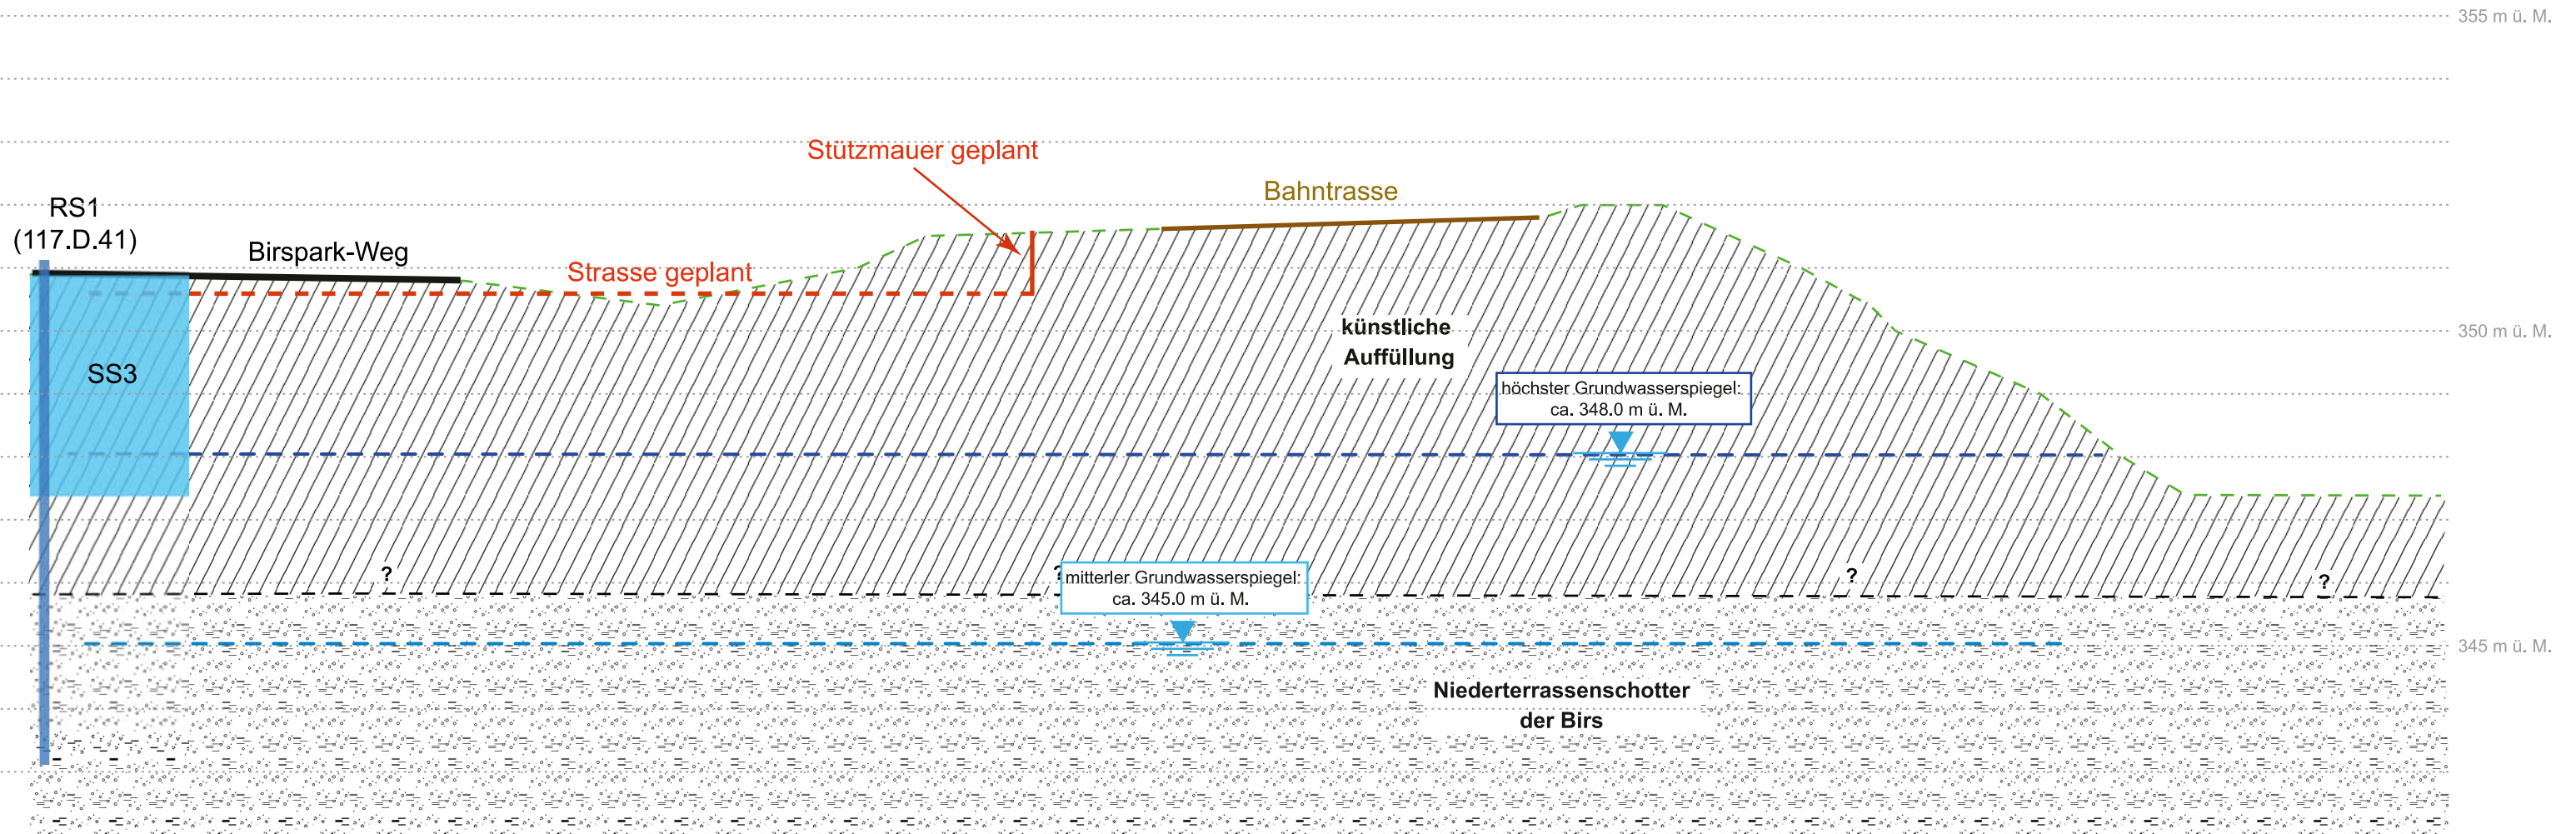 355 m ü. M.
Stützmauer geplant
Bahntrasse
RS1
(117.D.41)
Birspark-Weg
Strasse geplant
künstliche
Auffüllung
350 m ü. M.
SS3
höchster Grundwasserspiegel:
ca. 348.0 m ü. M.
?
?
mitterler Grundwasserspiegel:
ca. 345.0 m ü. M.
?
?
345 m ü. M.
Niederterrassenschotter
der Birs